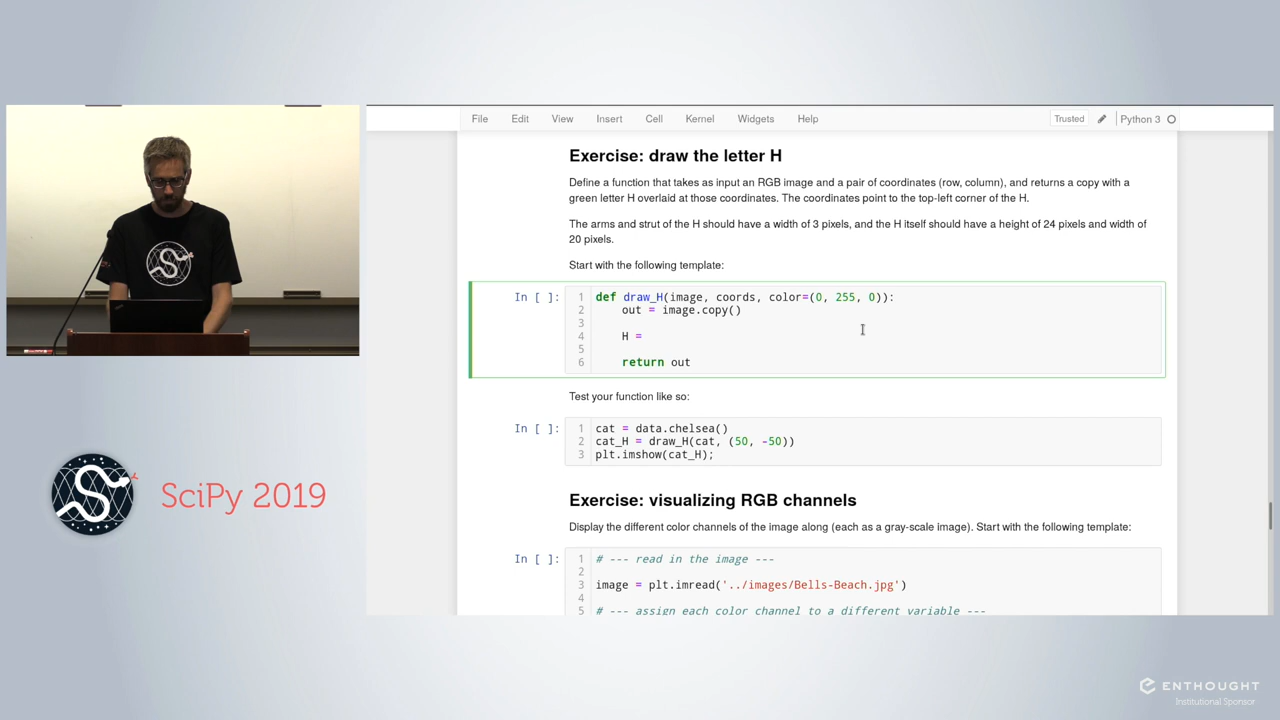 File Edit View Insert Cell Kernel Widgets Help Trusted Python 3
Exercise: draw the letter H
Define a function that takes as input an RGB image and a pair of coordinates (row, column), and returns a copy with a
green letter H overlaid at those coordinates. The coordinates point to the top-left corner of the H.
The arms and strut of the H should have a width of 3 pixels, and the H itself should have a height of 24 pixels and width of
20 pixels.
Start with the following template:
In [ ]:
1 def draw_H(image, coords, color=(0, 255, 0)):
2     out = image.copy()
3
4     H =
5
6     return out
Test your function like so:
In [ ]:
1 cat = data.chelsea()
2 cat_H = draw_H(cat, (50, -50))
3 plt.imshow(cat_H);
Exercise: visualizing RGB channels
Display the different color channels of the image along (each as a gray-scale image). Start with the following template:
In [ ]:
1 # --- read in the image ---
2
3 image = plt.imread('../images/Bells-Beach.jpg')
4
5 # --- assign each color channel to a different variable ---
SciPy 2019
ENTHOUGHT
Institutional Sponsor